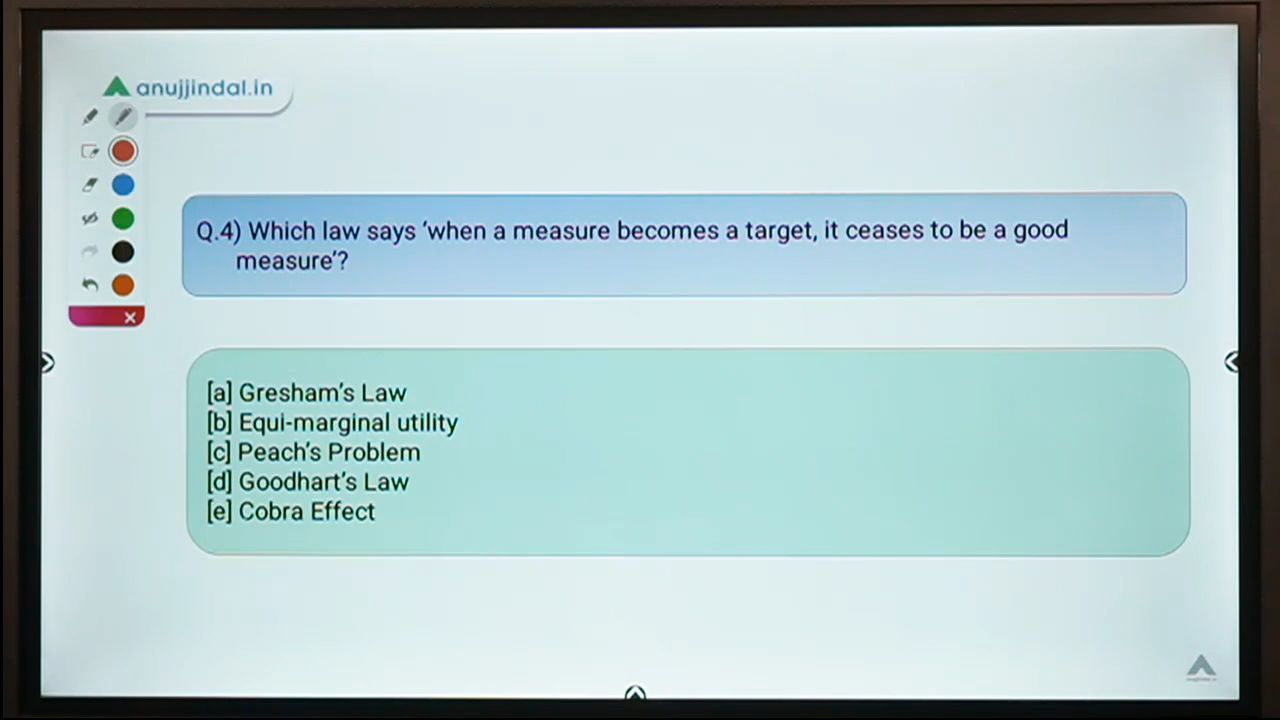 anujjindal.in
Q.4) Which law says ‘when a measure becomes a target, it ceases to be a good
measure’?
[a] Gresham’s Law
[b] Equi-marginal utility
[c] Peach’s Problem
[d] Goodhart’s Law
[e] Cobra Effect